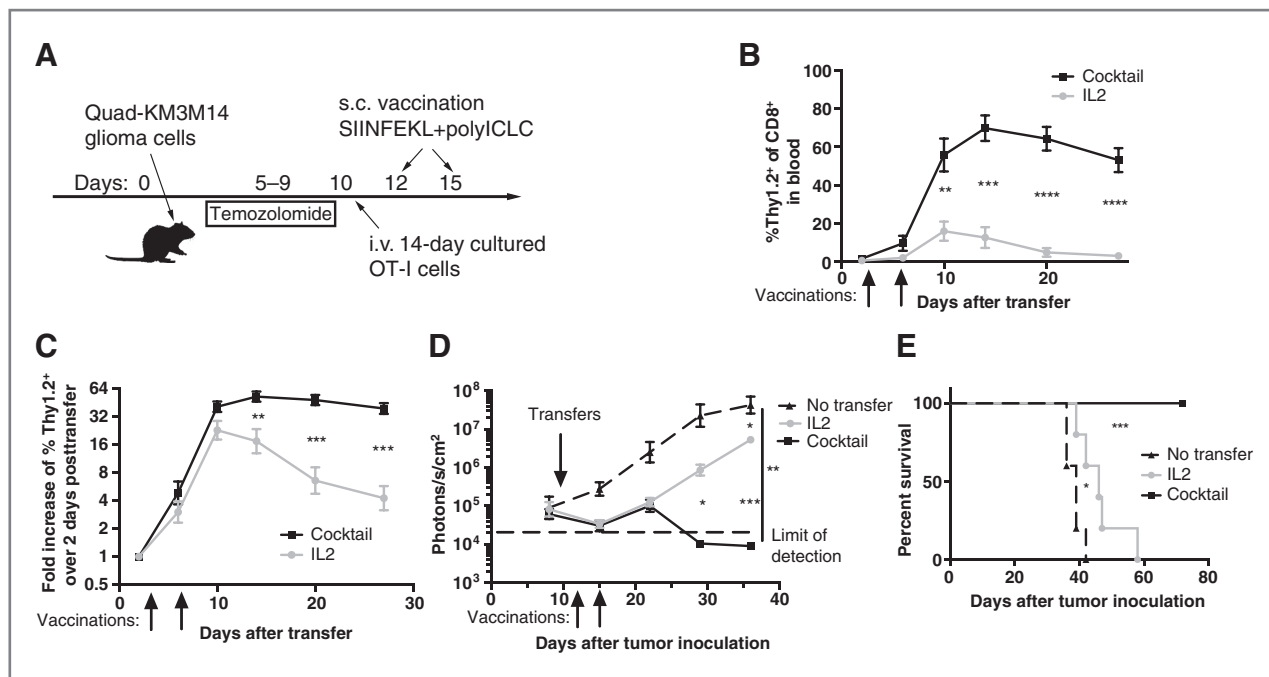 A
Quad-KM3M14
glioma cells
s.c. vaccination
SIINFEKL+polyICLC
Days: 0 5–9 10 12 15
Temozolomide
i.v. 14-day cultured
OT-I cells
B
%Thy1.2+ of CD8+
in blood
100
80
60
40
20
0
Cocktail
IL2
** *** **** ****
0 10 20
Vaccinations:
Days after transfer
C
Fold increase of % Thy1.2+
over 2 days posttransfer
64
32
16
8
4
2
1
0.5
** *** ***
Cocktail
IL2
0 10 20 30
Vaccinations:
Days after transfer
D
Photons/s/cm²
10⁸
10⁷
10⁶
10⁵
10⁴
10³
Transfers
No transfer
IL2
Cocktail
*
**
* ***
Limit of
detection
0 10 20 30 40
Vaccinations:
Days after tumor inoculation
E
Percent survival
100
50
0
***
*
No transfer
IL2
Cocktail
0 20 40 60 80
Days after tumor inoculation